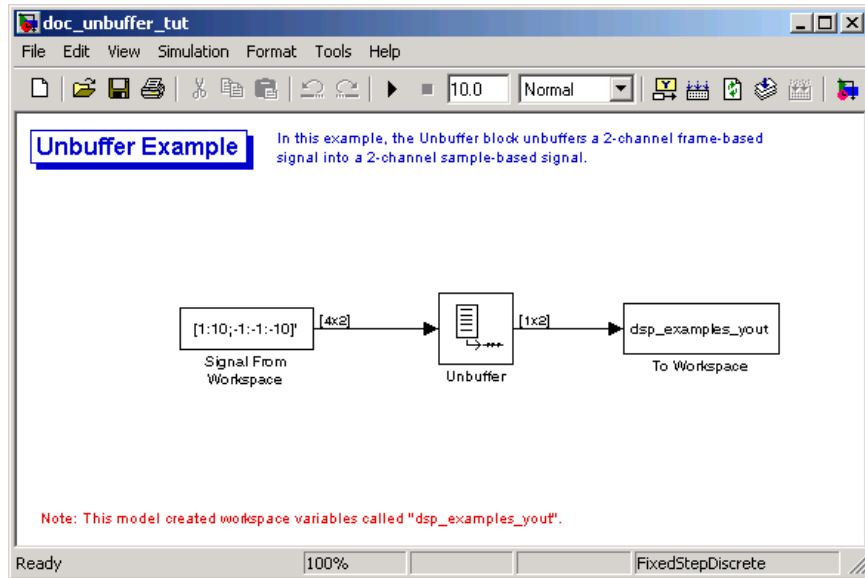 doc_unbuffer_tut
File Edit View Simulation Format Tools Help
10.0 Normal
Unbuffer Example
In this example, the Unbuffer block unbuffers a 2-channel frame-based
signal into a 2-channel sample-based signal.
[1:10;-1:-1:-10]'
[4x2]
[1x2]
dsp_examples_yout
Signal From
Workspace
Unbuffer
To Workspace
Note: This model created workspace variables called "dsp_examples_yout".
Ready 100% FixedStepDiscrete